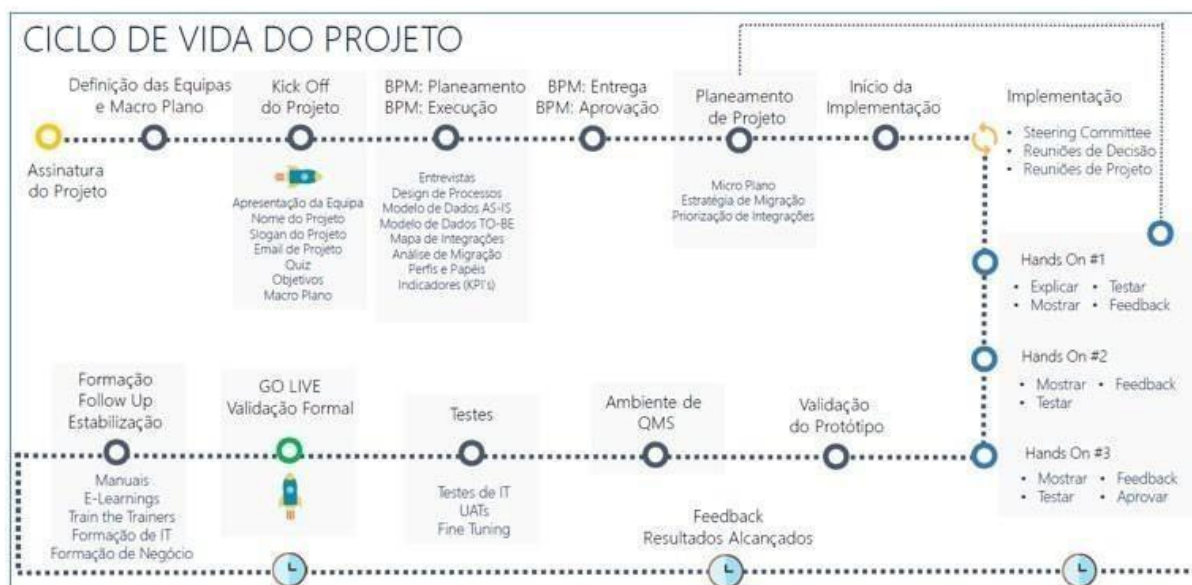 CICLO DE VIDA DO PROJETO
Assinatura
do Projeto
Definição das Equipas
e Macro Plano
Kick Off
do Projeto
Apresentação da Equipa
Nome do Projeto
Slogan do Projeto
Email de Projeto
Quiz
Objetivos
Macro Plano
BPM: Planeamento
BPM: Execução
Entrevistas
Design de Processos
Modelo de Dados AS-IS
Modelo de Dados TO-BE
Mapa de Integrações
Análise de Migração
Perfis e Papéis
Indicadores (KPI's)
BPM: Entrega
BPM: Aprovação
Planeamento
de Projeto
Micro Plano
Estratégia de Migração
Priorização de Integrações
Início da
Implementação
Implementação
• Steering Committee
• Reuniões de Decisão
• Reuniões de Projeto
Hands On #1
• Explicar • Testar
• Mostrar • Feedback
Hands On #2
• Mostrar • Feedback
• Testar
Hands On #3
• Mostrar • Feedback
• Testar • Aprovar
Validação
do Protótipo
Ambiente de
QMS
Testes
Testes de IT
UATs
Fine Tuning
GO LIVE
Validação Formal
Formação
Follow Up
Estabilização
Manuais
E-Learnings
Train the Trainers
Formação de IT
Formação de Negócio
Feedback
Resultados Alcançados